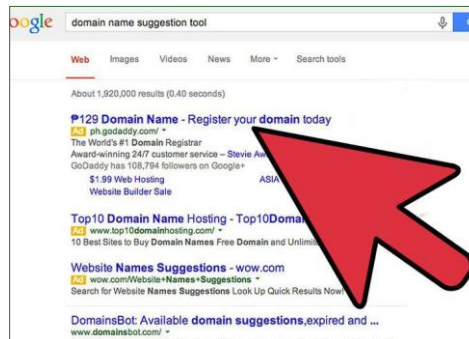 oogle domain name suggestion tool
Web Images Videos News More Search tools
About 1,920,000 results (0.40 seconds)
₱129 Domain Name - Register your domain today
Ad ph.godaddy.com/
The World's #1 Domain Registrar
Award-winning 24/7 customer service – Stevie
GoDaddy has 108,794 followers on Google+
$1.99 Web Hosting ASIA
Website Builder Sale
Top10 Domain Name Hosting - Top10Doma
Ad www.top10domainhosting.com/
10 Best Sites to Buy Domain Names Free Domain and Unlimi
Website Names Suggestions - wow.com
Ad wow.com/Website+Names+Suggestions
Search for Website Names Suggestions Look Up Quick Results Now!
DomainsBot: Available domain suggestions,expired and ...
www.domainsbot.com/